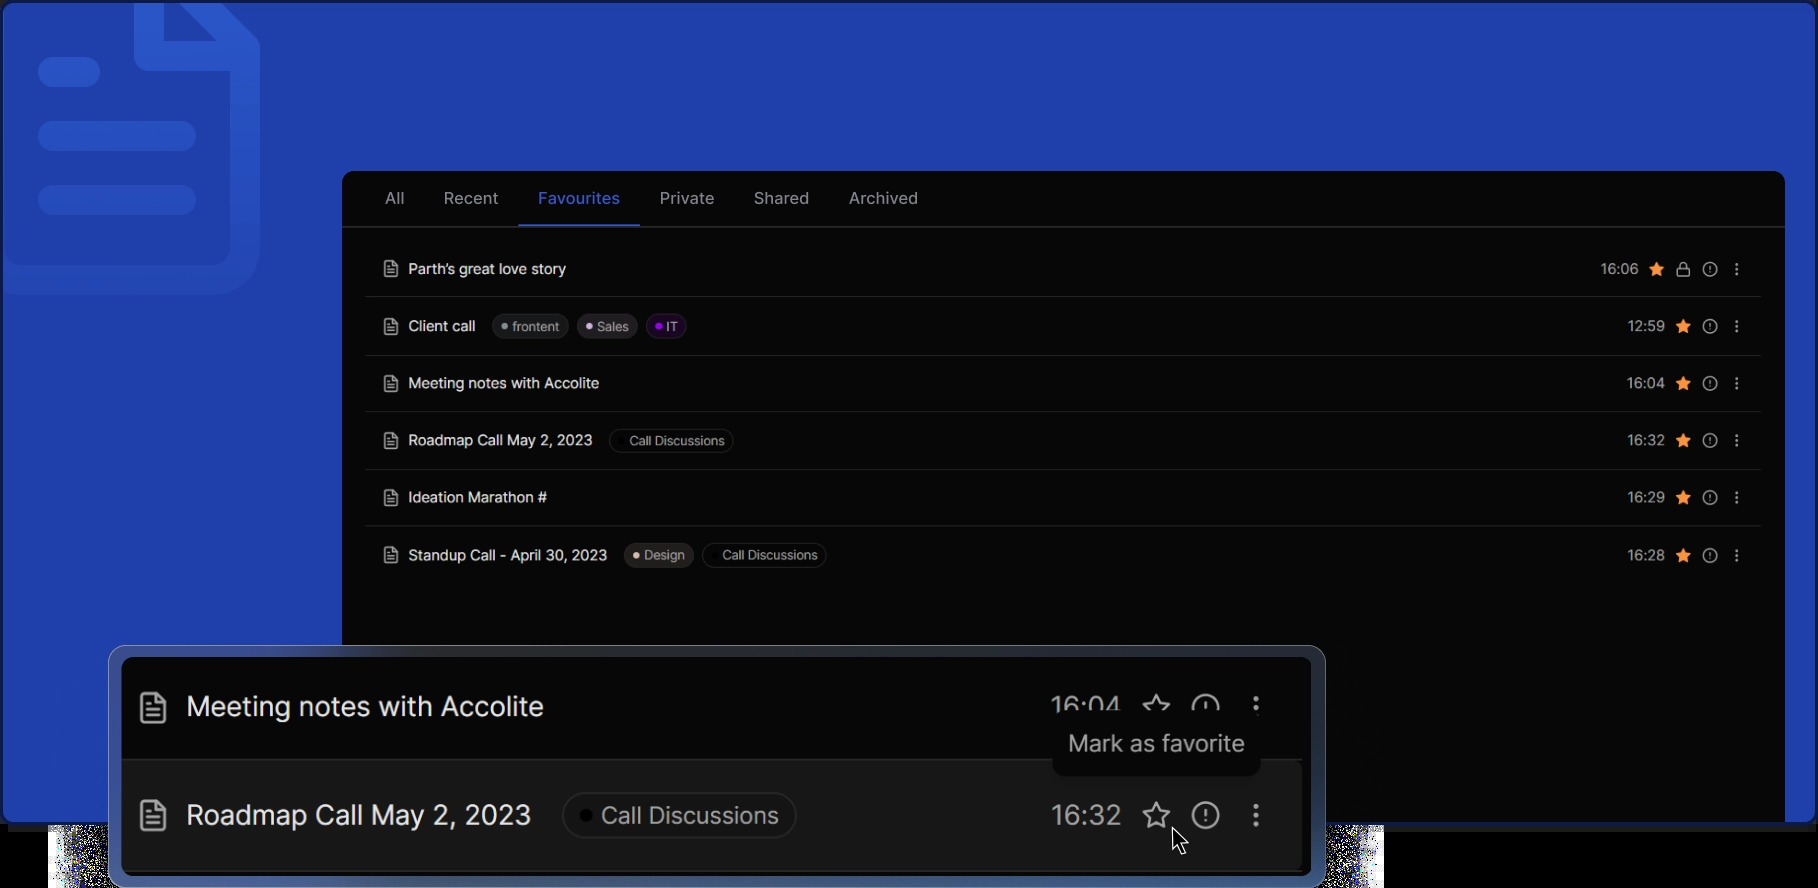 All Recent Favourites Private Shared Archived
Parth's great love story 16:06
Client call frontent Sales IT 12:59
Meeting notes with Accolite 16:04
Roadmap Call May 2, 2023 Call Discussions 16:32
Ideation Marathon # 16:29
Standup Call - April 30, 2023 Design Call Discussions 16:28
Meeting notes with Accolite 16:04
Mark as favorite
Roadmap Call May 2, 2023 Call Discussions 16:32